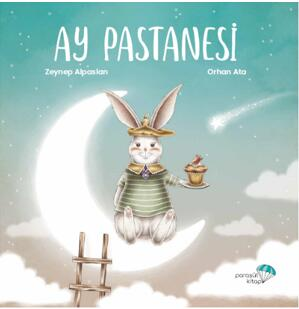 AY PASTANESİ
Zeynep Alpaslan
Orhan Ata
paraşüt
kitap